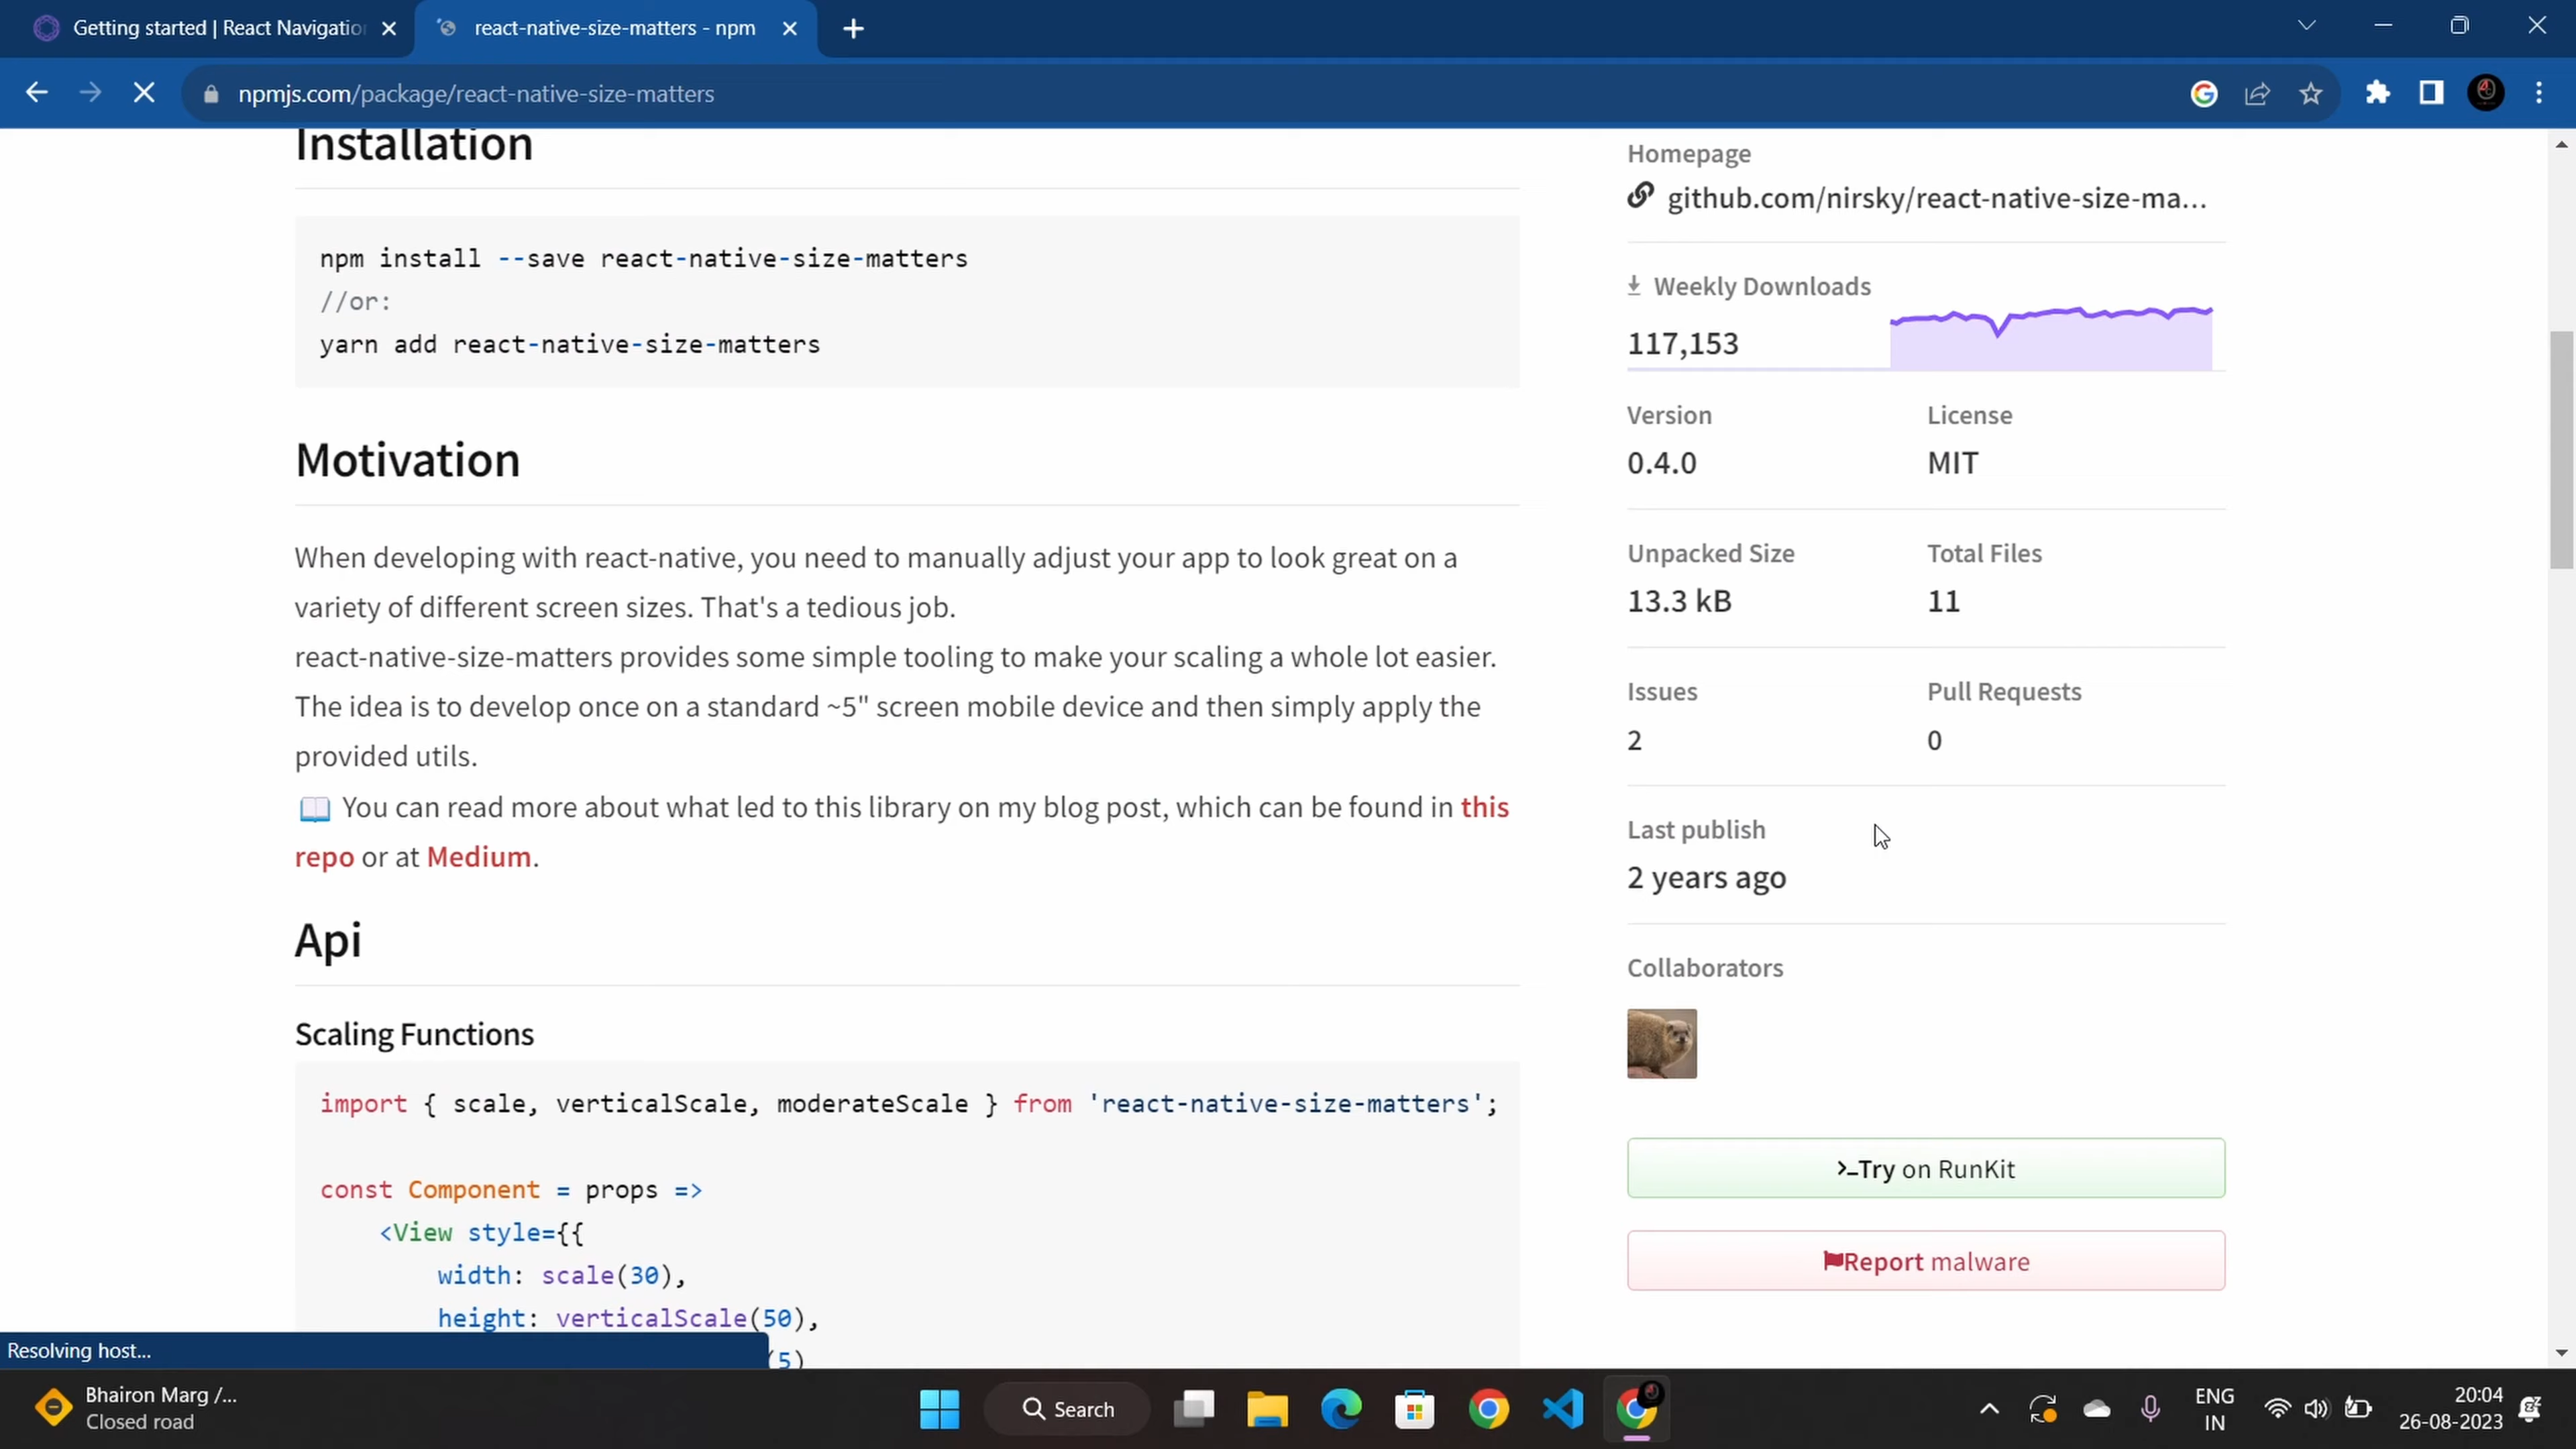 Getting started | React Navigatio
react-native-size-matters - npm
npmjs.com/package/react-native-size-matters
Installation
npm install --save react-native-size-matters
//or:
yarn add react-native-size-matters
Motivation
When developing with react-native, you need to manually adjust your app to look great on a
variety of different screen sizes. That's a tedious job.
react-native-size-matters provides some simple tooling to make your scaling a whole lot easier.
The idea is to develop once on a standard ~5" screen mobile device and then simply apply the
provided utils.
📖 You can read more about what led to this library on my blog post, which can be found in this
repo or at Medium.
Api
Scaling Functions
import { scale, verticalScale, moderateScale } from 'react-native-size-matters';
const Component = props =>
<View style={{
width: scale(30),
height: verticalScale(50),
(5)
Homepage
github.com/nirsky/react-native-size-ma...
Weekly Downloads
117,153
Version
License
0.4.0
MIT
Unpacked Size
Total Files
13.3 kB
11
Issues
Pull Requests
2
0
Last publish
2 years ago
Collaborators
Try on RunKit
Report malware
Resolving host...
Bhairon Marg /...
Closed road
Search
ENG
IN
20:04
26-08-2023